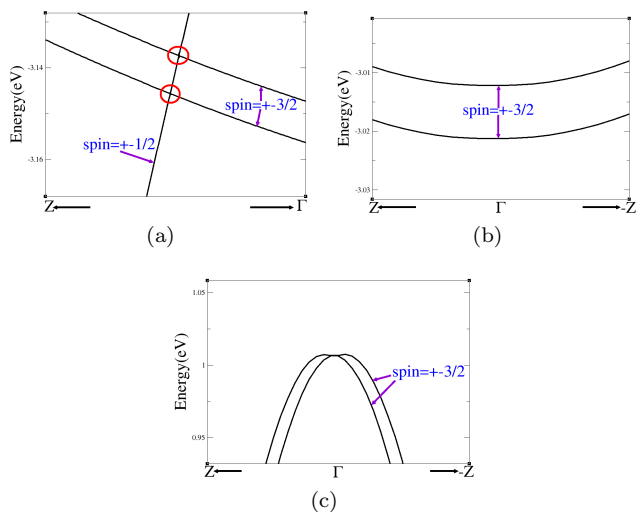 Energy(eV)
-3.14
-3.16
spin=+-3/2
spin=+-1/2
Z
Γ
(a)
Energy(eV)
-3.01
-3.02
-3.03
spin=+-3/2
Z
Γ
-Z
(b)
Energy(eV)
1.05
1
0.95
spin=+-3/2
Z
Γ
-Z
(c)